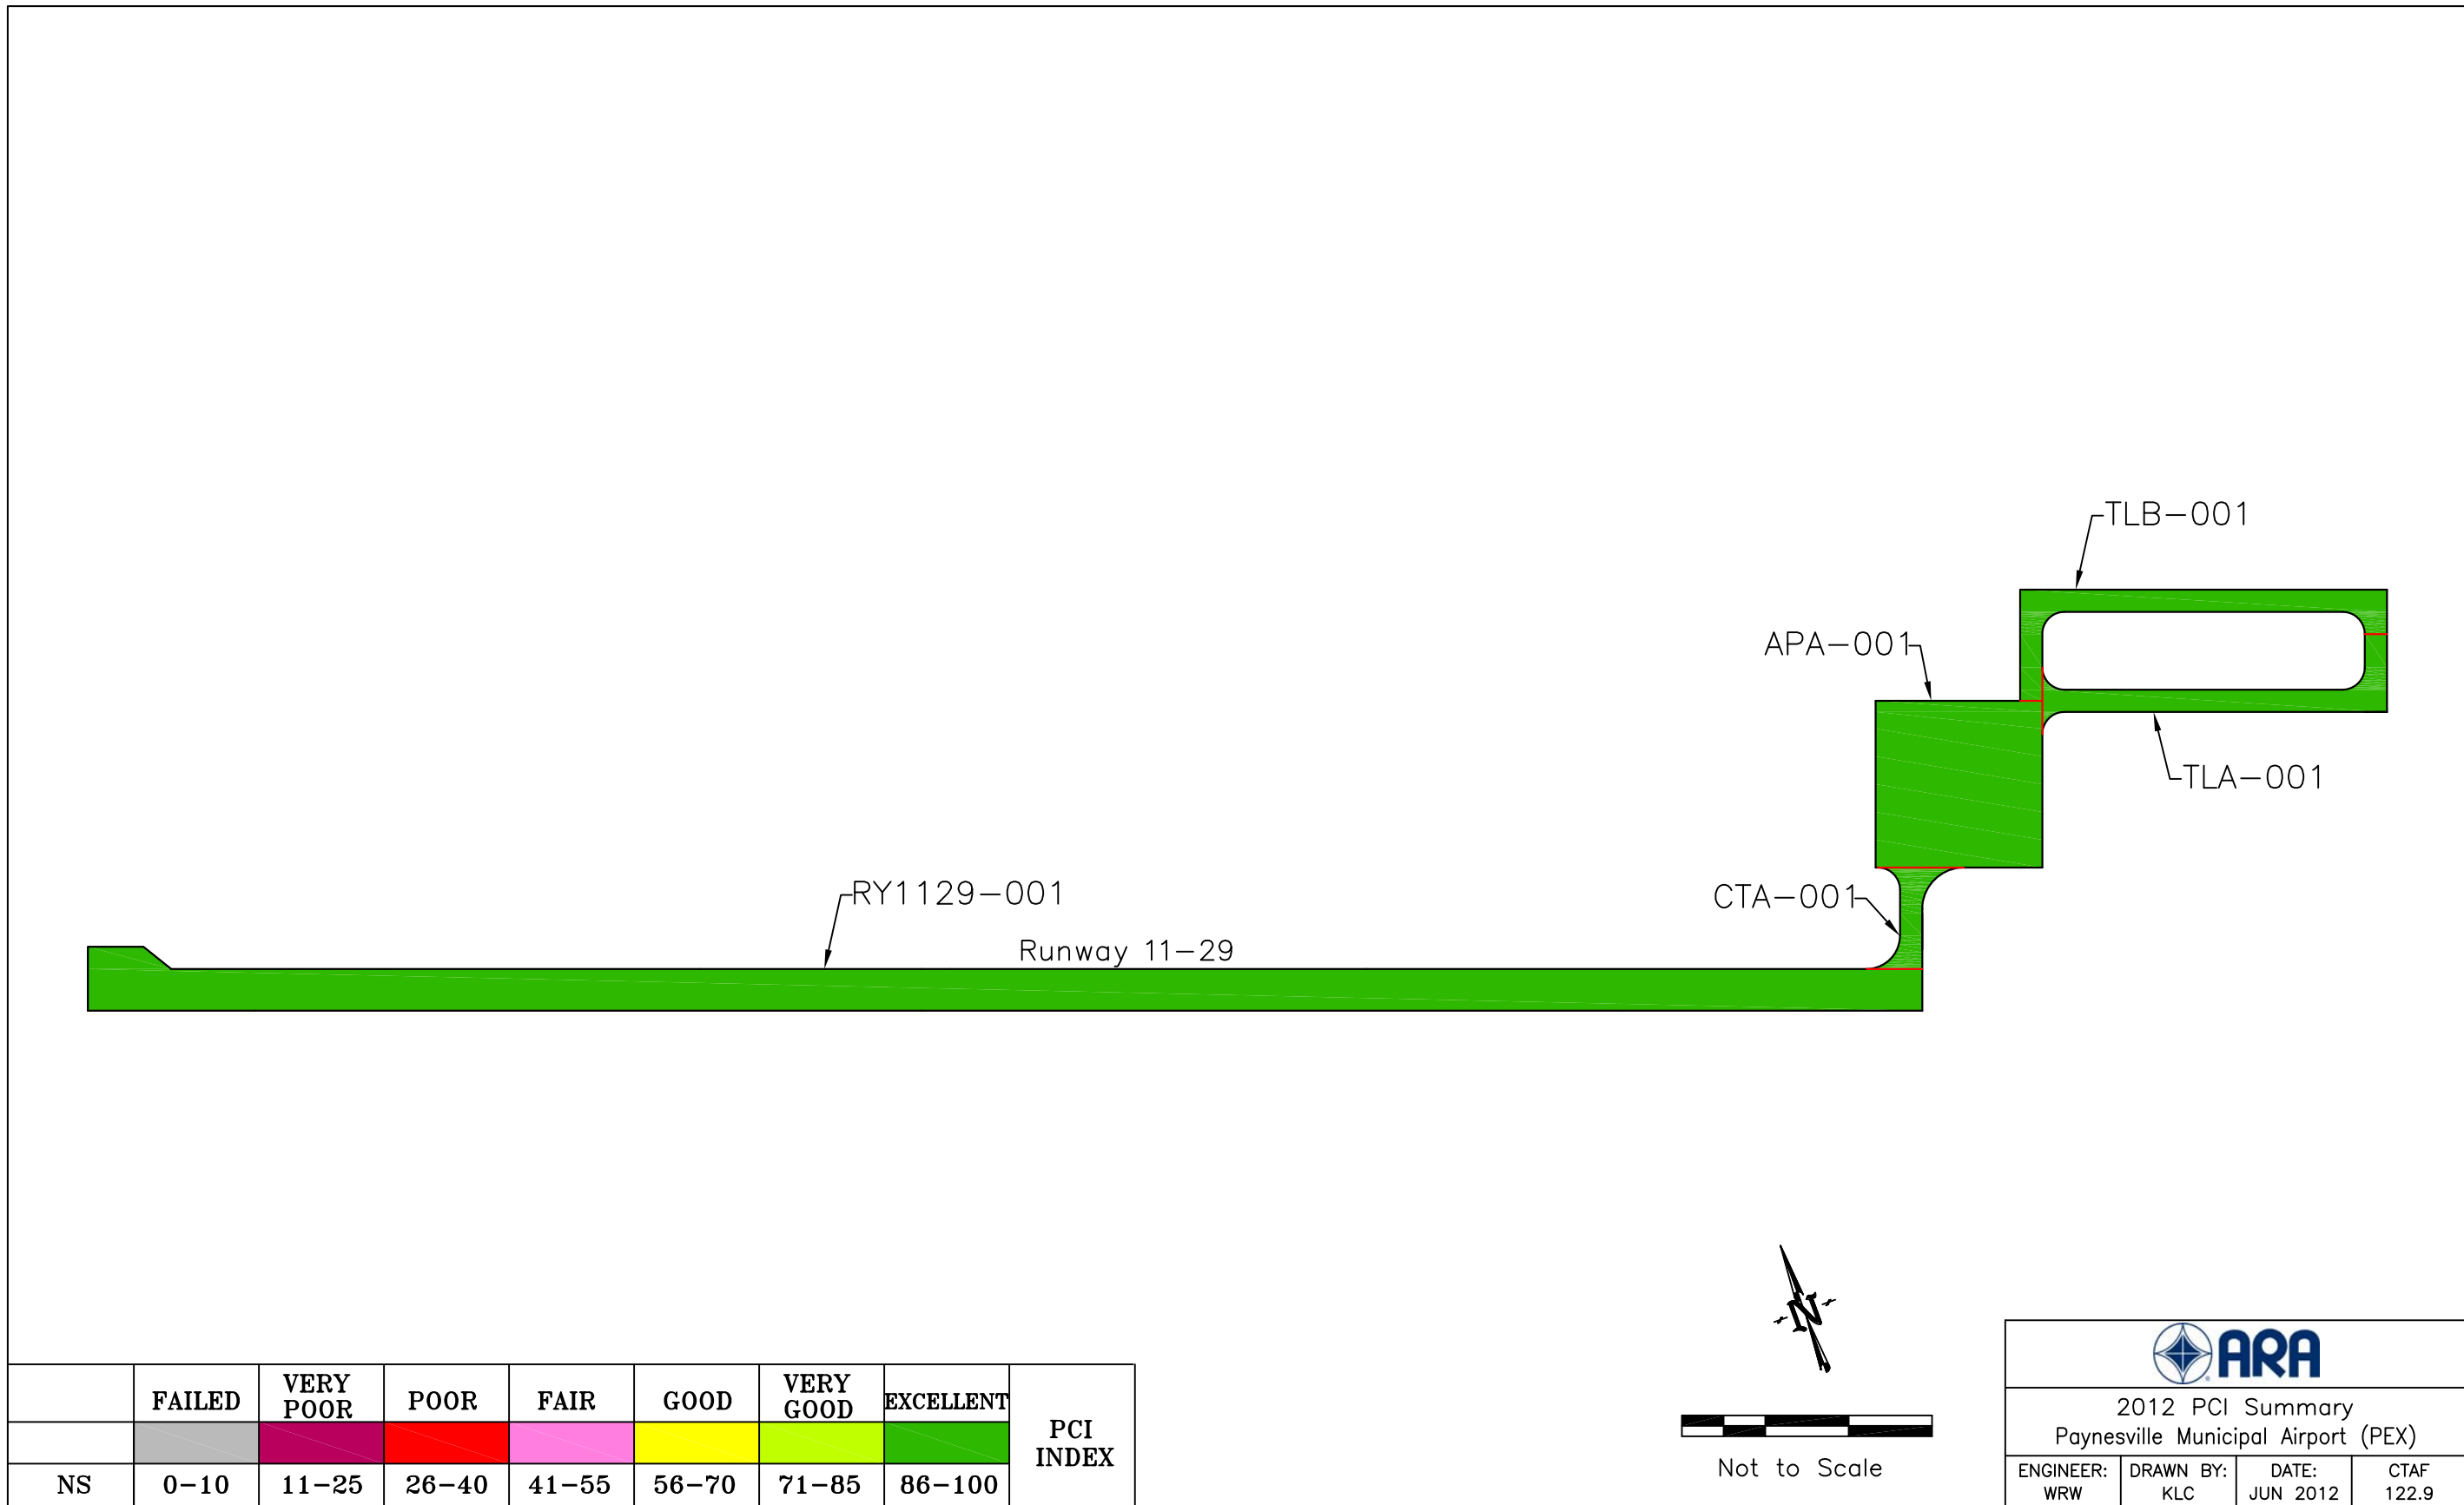 TLB-001
APA-001
TLA-001
RY1129-001
CTA-001
Runway 11-29
N
Not to Scale
FAILED
VERY
POOR
POOR
FAIR
GOOD
VERY
GOOD
EXCELLENT
PCI
INDEX
NS
0-10
11-25
26-40
41-55
56-70
71-85
86-100
ARA
2012 PCI Summary
Paynesville Municipal Airport (PEX)
ENGINEER:
WRW
DRAWN BY:
KLC
DATE:
JUN 2012
CTAF
122.9